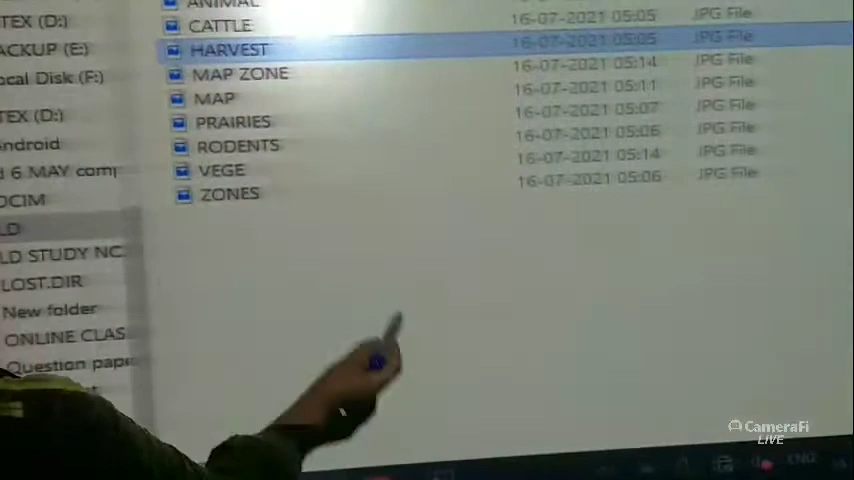 TEX (D:)
ACKUP (E:)
ocal Disk (F:)
TEX (D:)
Android
d 6 MAY comp
DCIM
LD
LD STUDY NC
LOST.DIR
New folder
ONLINE CLAS
Question pape
ANIMAL
CATTLE 16-07-2021 05:05 JPG File
HARVEST 16-07-2021 05:05 JPG File
MAP ZONE 16-07-2021 05:14 JPG File
MAP 16-07-2021 05:11 JPG File
PRAIRIES 16-07-2021 05:07 JPG File
RODENTS 16-07-2021 05:06 JPG File
VEGE 16-07-2021 05:14 JPG File
ZONES 16-07-2021 05:06 JPG File
CameraFi
LIVE
ENG